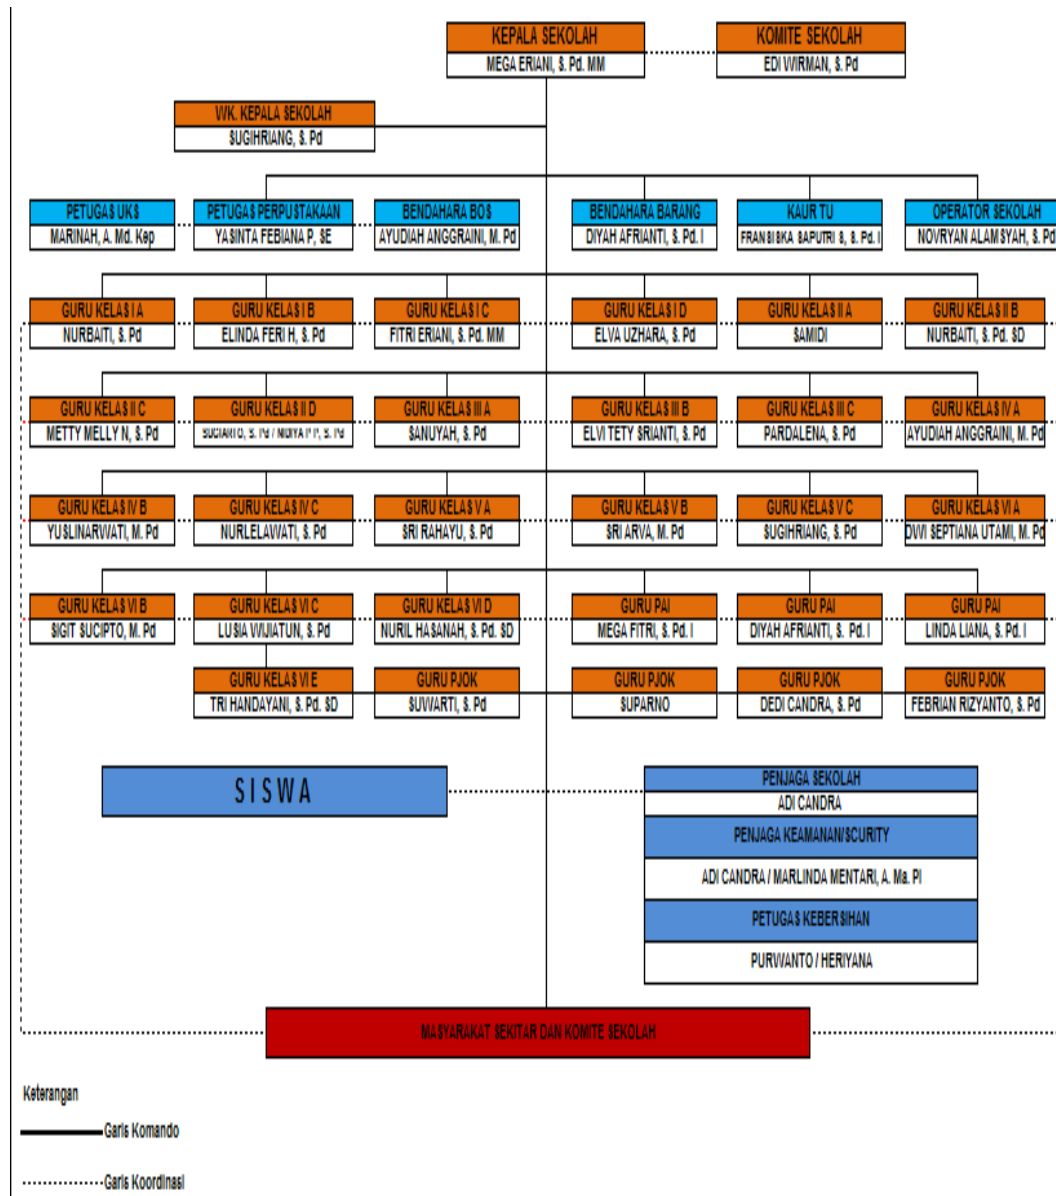 KEPALA SEKOLAH
MEGA ERIANI, S. Pd. MM
KOMITE SEKOLAH
EDI WIRMAN, S. Pd
WK. KEPALA SEKOLAH
SUGIHRIANG, S. Pd
PETUGAS UKS
MARINAH, A. Md. Kep
PETUGAS PERPUSTAKAAN
YASINTA FEBIANA P, SE
BENDAHARA BOS
AYUDIAH ANGGRAINI, M. Pd
BENDAHARA BARANG
DIYAH AFRIANTI, S. Pd. I
KAUR TU
FRANSISKA SAPUTRI S, S. Pd. I
OPERATOR SEKOLAH
NOVRYAN ALAMSYAH, S. Pd
GURU KELAS I A
NURBAITI, S. Pd
GURU KELAS I B
ELINDA FERI H, S. Pd
GURU KELAS I C
FITRI ERIANI, S. Pd. MM
GURU KELAS I D
ELVA UZHARA, S. Pd
GURU KELAS II A
SAMIDI
GURU KELAS II B
NURBAITI, S. Pd. SD
GURU KELAS II C
METTY MELLY N, S. Pd
GURU KELAS II D
SUGIARTO, S. Pd / S. Pd
GURU KELAS III A
SANUYAH, S. Pd
GURU KELAS III B
ELVI TETY SRIANTI, S. Pd
GURU KELAS III C
PARDALENA, S. Pd
GURU KELAS IV A
AYUDIAH ANGGRAINI, M. Pd
GURU KELAS IV B
YUSLINARWATI, M. Pd
GURU KELAS IV C
NURLELAWATI, S. Pd
GURU KELAS V A
SRI RAHAYU, S. Pd
GURU KELAS V B
SRI ARVA, M. Pd
GURU KELAS V C
SUGIHRIANG, S. Pd
GURU KELAS VI A
DWI SEPTIANA UTAMI, M. Pd
GURU KELAS VI B
SIGIT SUCIPTO, M. Pd
GURU KELAS VI C
LUSIA WIJIATUN, S. Pd
GURU KELAS VI D
NURIL HASANAH, S. Pd. SD
GURU PAI
MEGA FITRI, S. Pd. I
GURU PAI
DIYAH AFRIANTI, S. Pd. I
GURU PAI
LINDA LIANA, S. Pd. I
GURU KELAS VI E
TRI HANDAYANI, S. Pd. SD
GURU PJOK
SUWARTI, S. Pd
GURU PJOK
SUPARNO
GURU PJOK
DEDI CANDRA, S. Pd
GURU PJOK
FEBRIAN RIZYANTO, S. Pd
SISWA
PENJAGA SEKOLAH
ADI CANDRA
PENJAGA KEAMANAN/SCURITY
ADI CANDRA / MARLINDA MENTARI, A. Ma. Pi
PETUGAS KEBERSIHAN
PURWANTO / HERIYANA
MASYARAKAT SEKITAR DAN KOMITE SEKOLAH
Keterangan
Garis Komando
Garis Koordinasi